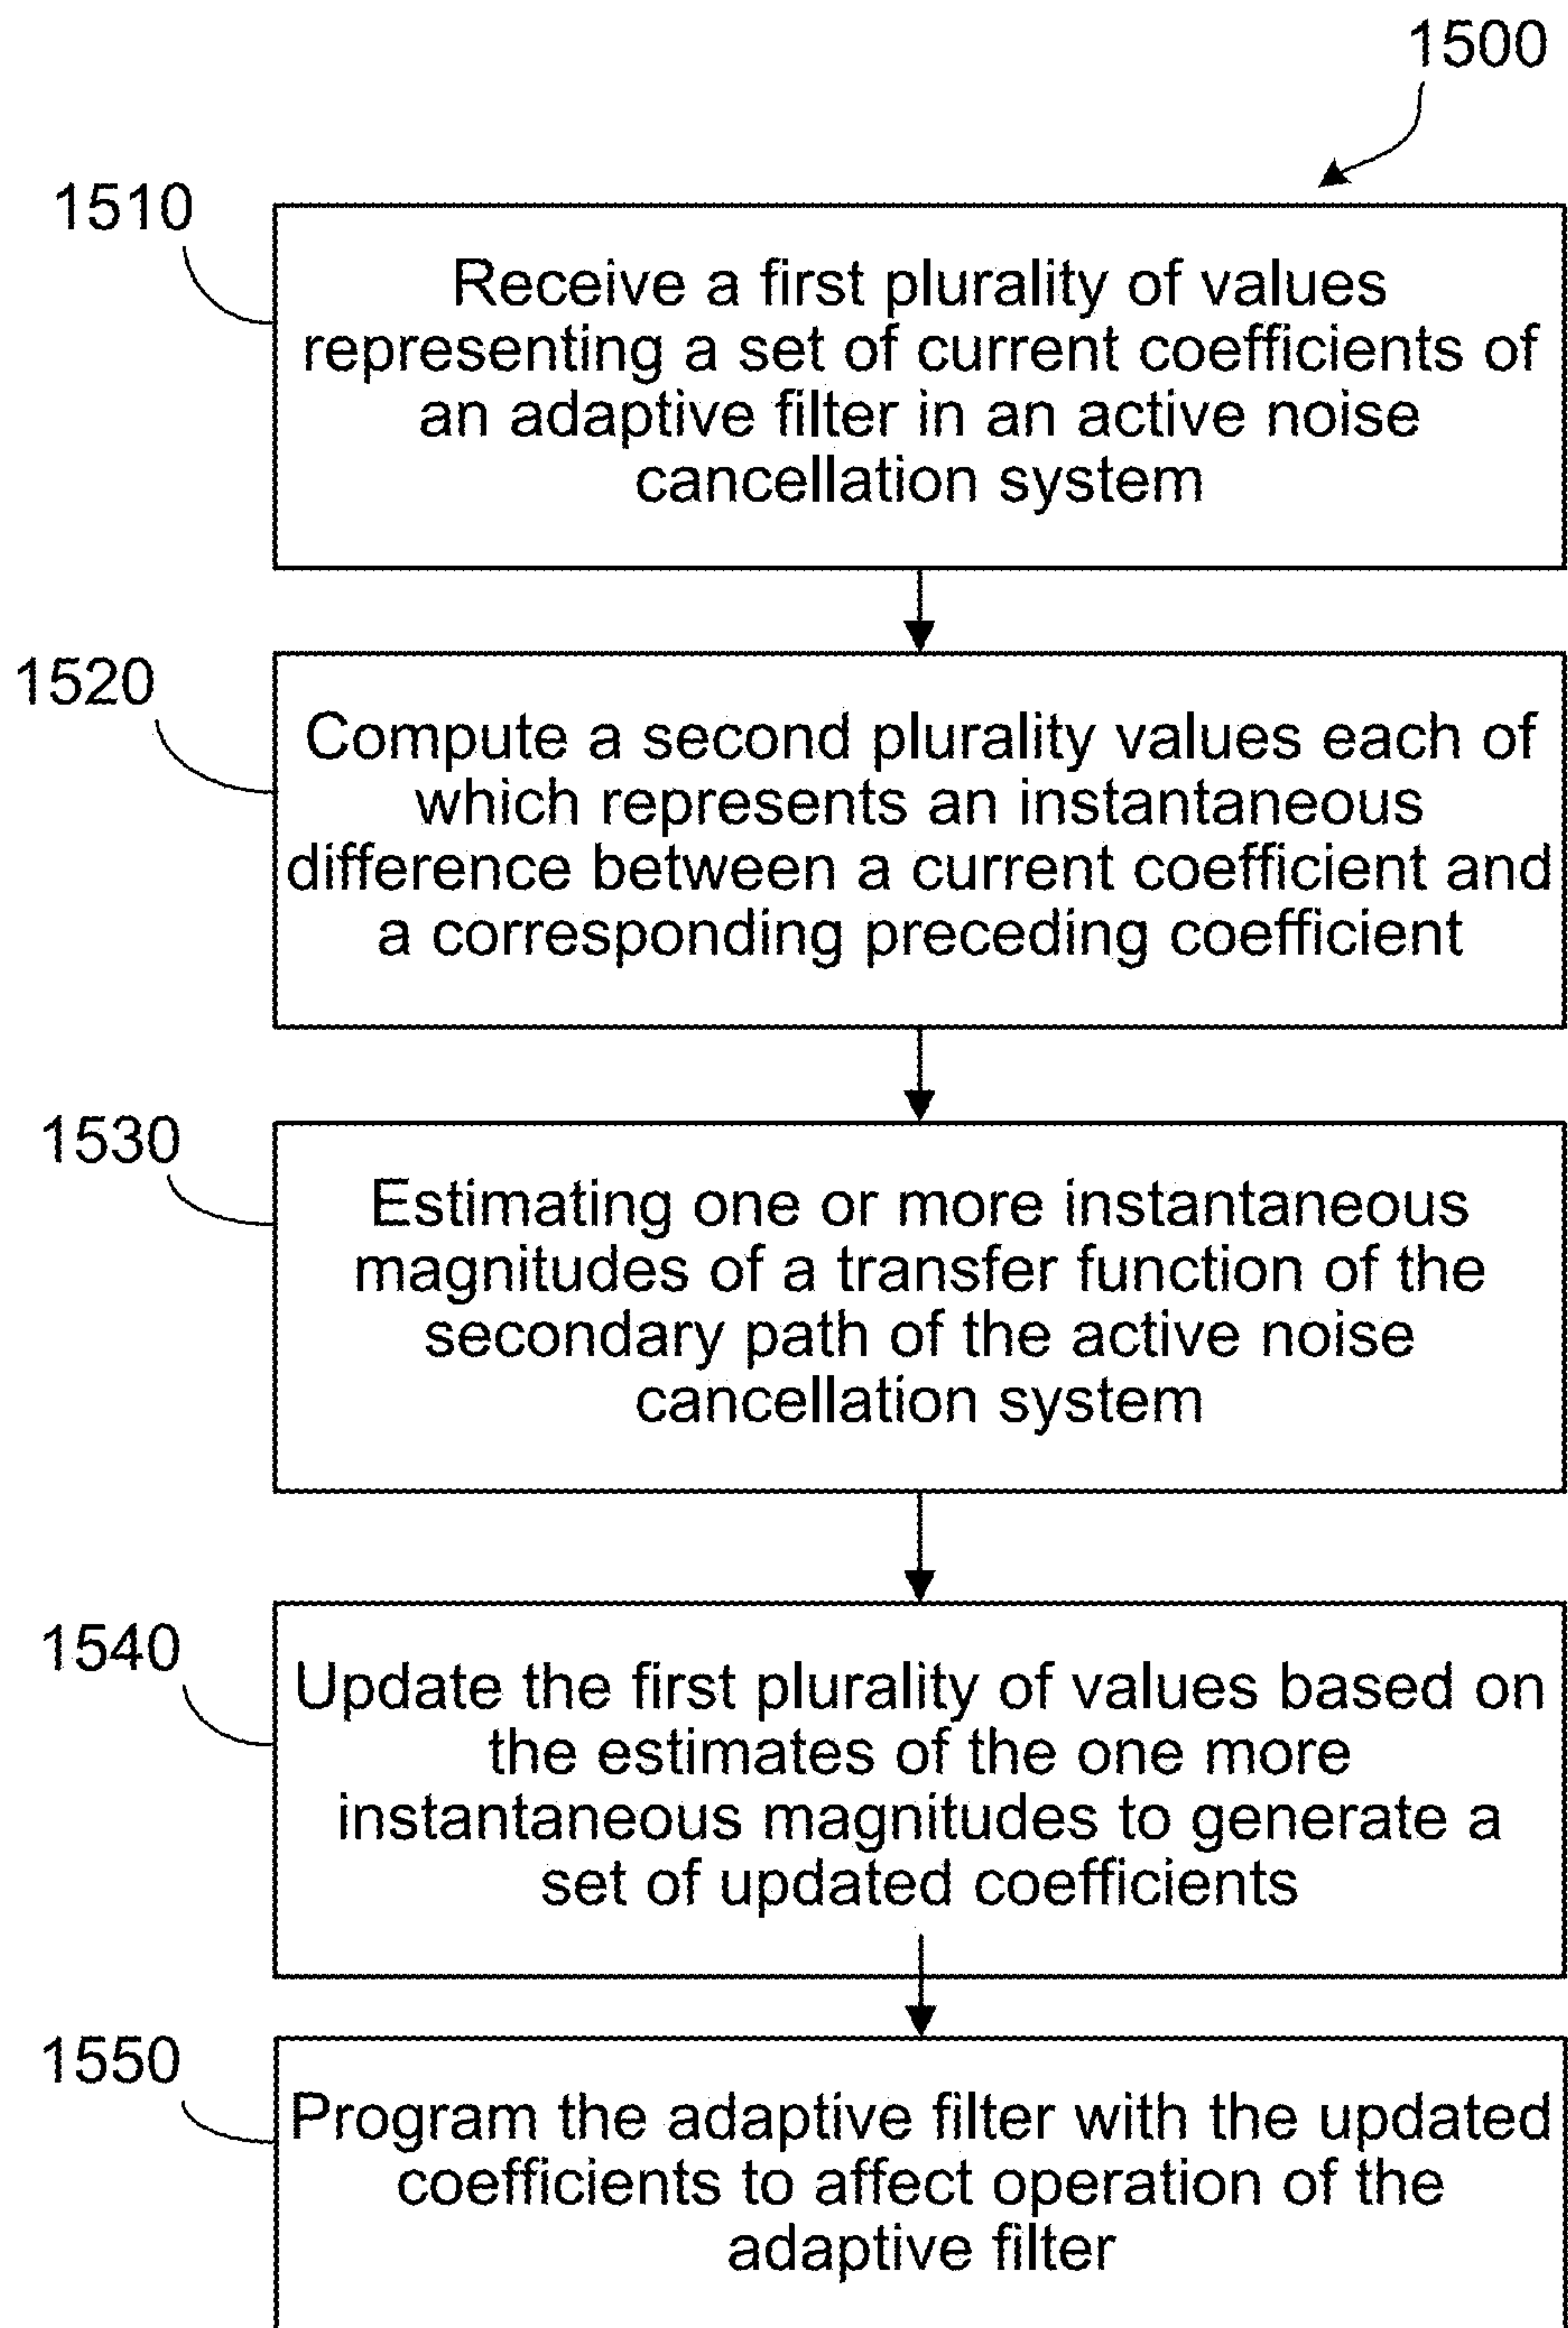 1500
1510
Receive a first plurality of values
representing a set of current coefficients of
an adaptive filter in an active noise
cancellation system
1520
Compute a second plurality values each of
which represents an instantaneous
difference between a current coefficient and
a corresponding preceding coefficient
1530
Estimating one or more instantaneous
magnitudes of a transfer function of the
secondary path of the active noise
cancellation system
1540
Update the first plurality of values based on
the estimates of the one more
instantaneous magnitudes to generate a
set of updated coefficients
1550
Program the adaptive filter with the updated
coefficients to affect operation of the
adaptive filter